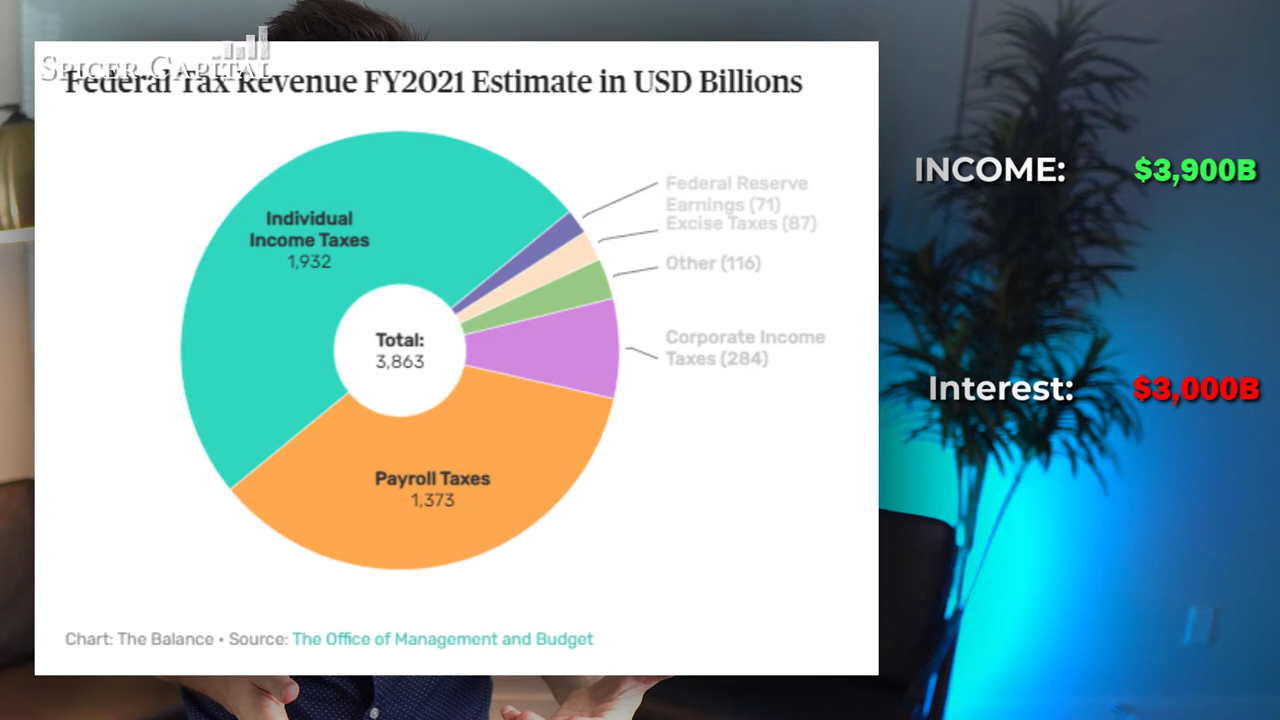 SPICER CAPITAL
Federal Tax Revenue FY2021 Estimate in USD Billions
Individual
Income Taxes
1,932
Federal Reserve
Earnings (71)
Excise Taxes (87)
Other (116)
Total:
3,863
Corporate Income
Taxes (284)
Payroll Taxes
1,373
Chart: The Balance • Source: The Office of Management and Budget
INCOME: $3,900B
Interest: $3,000B